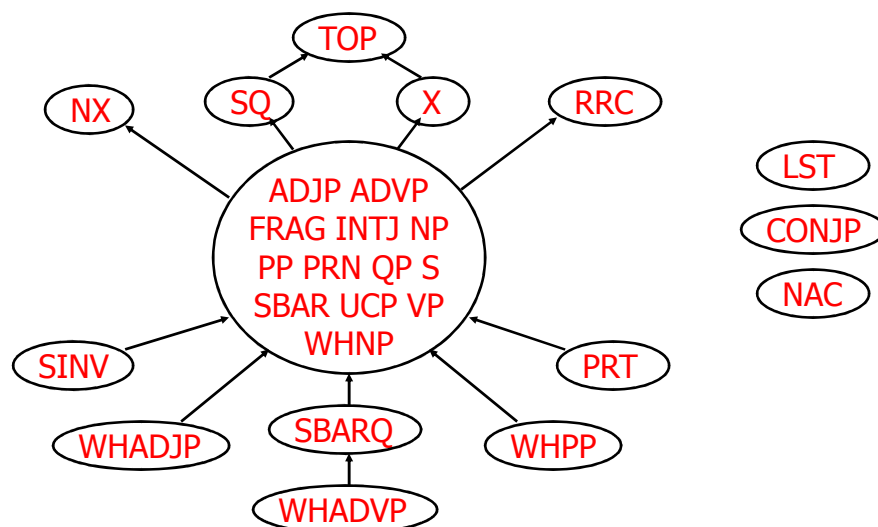 TOP
NX
SQ
X
RRC
ADJP ADVP
FRAG INTJ NP
PP PRN QP S
SBAR UCP VP
WHNP
LST
CONJP
NAC
SINV
PRT
WHADJP
SBARQ
WHPP
WHADVP